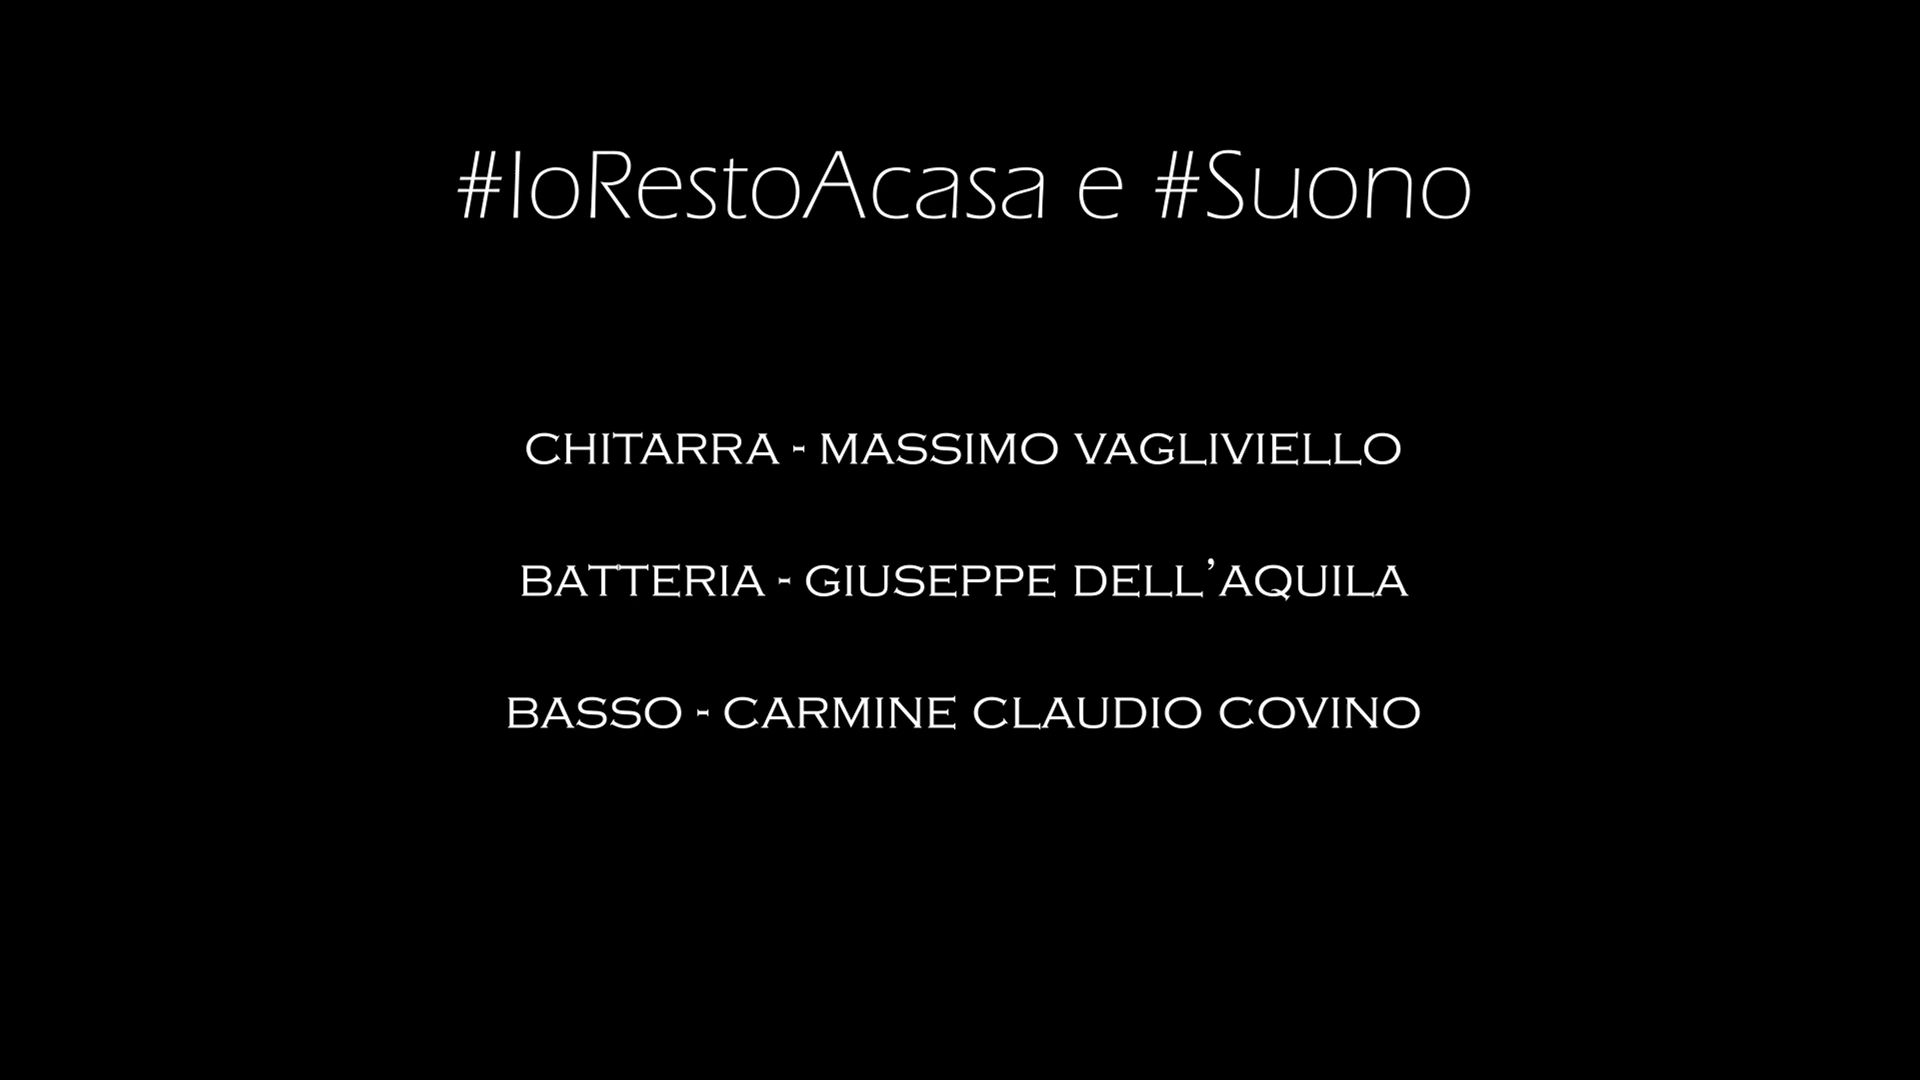 #IoRestoAcasa e #Suono
CHITARRA - MASSIMO VAGLIVIELLO
BATTERIA - GIUSEPPE DELL’AQUILA
BASSO - CARMINE CLAUDIO COVINO